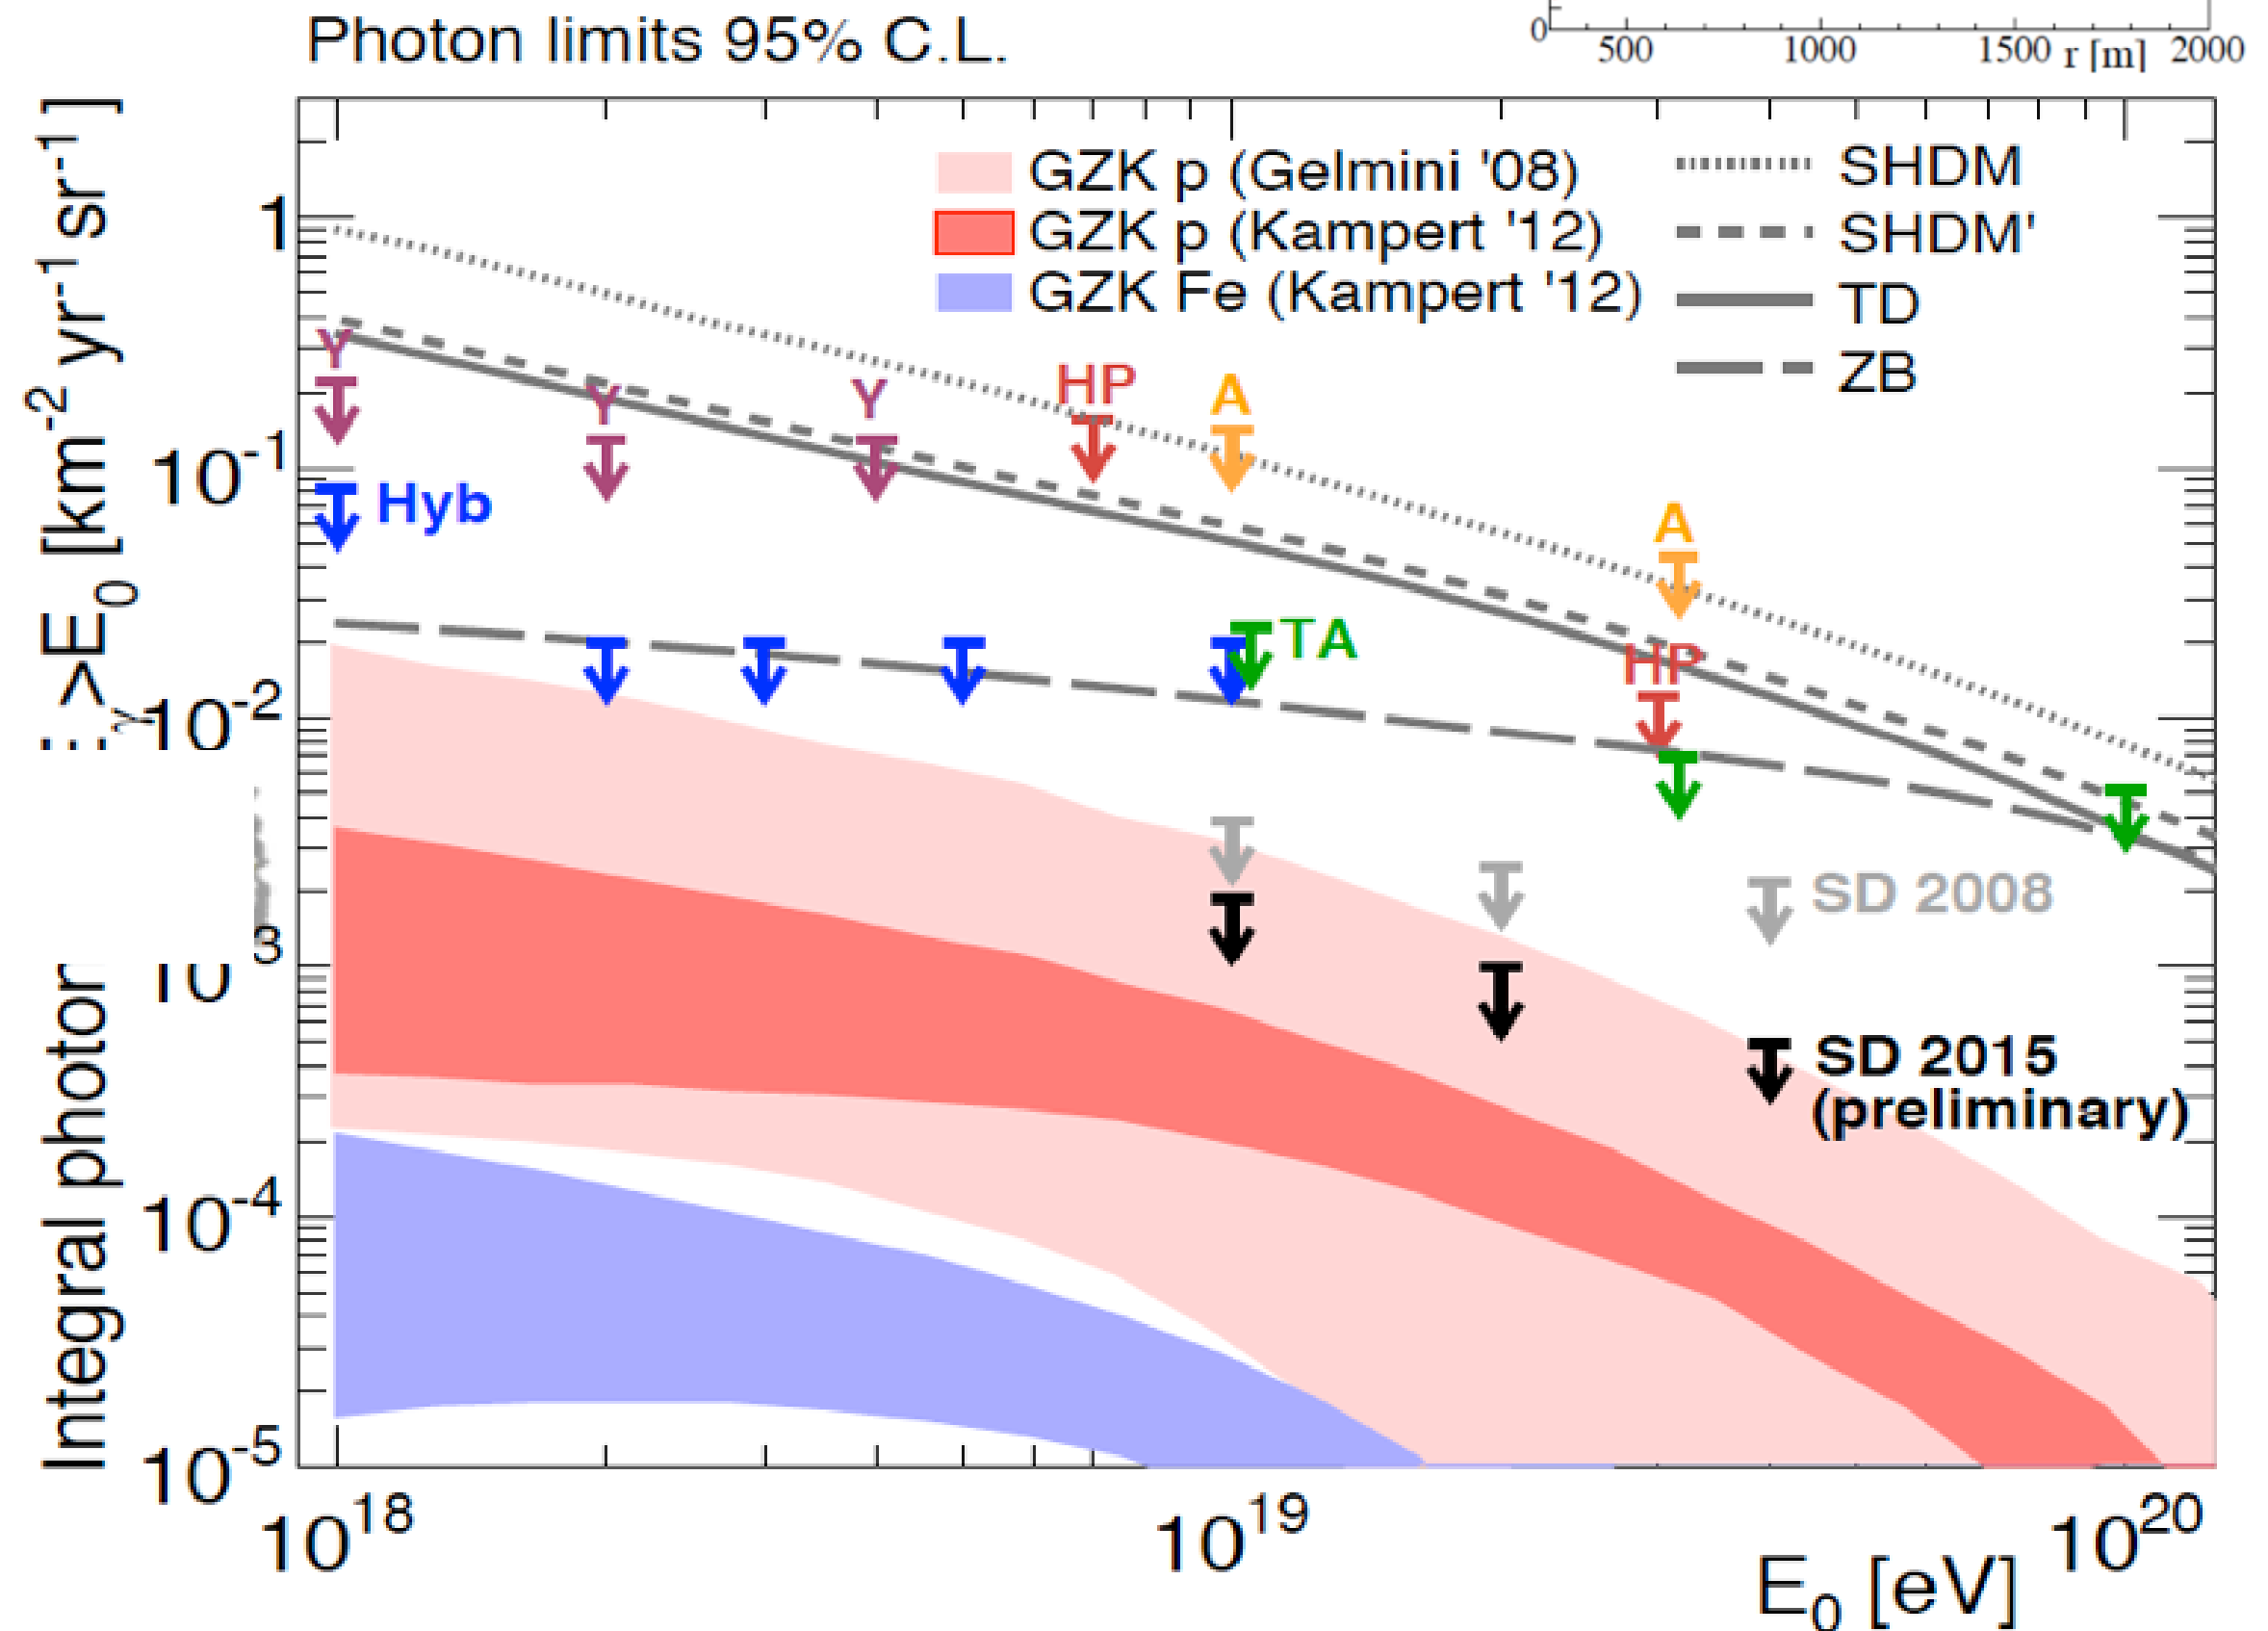 Photon limits 95% C.L.
0 500 1000 1500 r [m] 2000
GZK p (Gelmini '08)
GZK p (Kampert '12)
GZK Fe (Kampert '12)
SHDM
SHDM'
TD
ZB
>E₀ [km⁻² yr⁻¹ sr⁻¹]
γ
Integral photor
1
10⁻¹
10⁻²
10⁻⁴
10⁻⁵
Y
Y
Y
HP
A
A
Hyb
TA
HP
SD 2008
SD 2015
(preliminary)
10¹⁸ 10¹⁹ 10²⁰
E₀ [eV]